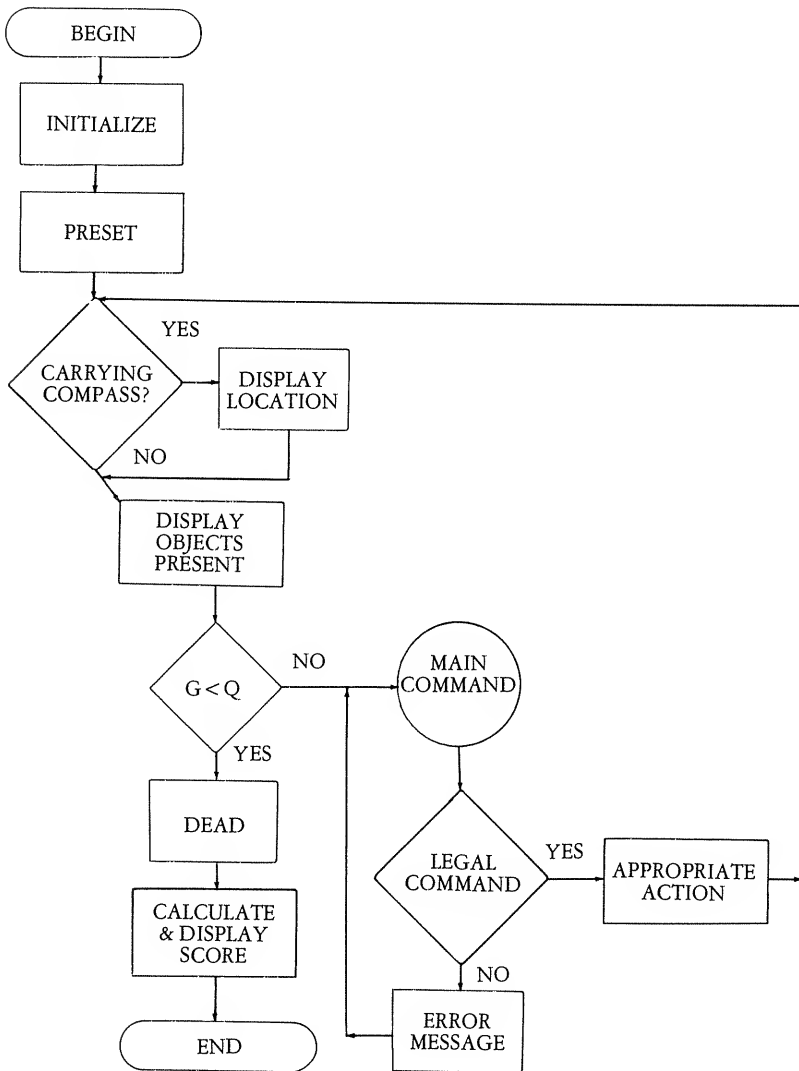 BEGIN
INITIALIZE
PRESET
YES
CARRYING
COMPASS?
DISPLAY
LOCATION
NO
DISPLAY
OBJECTS
PRESENT
G < Q
NO
MAIN
COMMAND
YES
DEAD
LEGAL
COMMAND
YES
APPROPRIATE
ACTION
CALCULATE
& DISPLAY
SCORE
NO
ERROR
MESSAGE
END